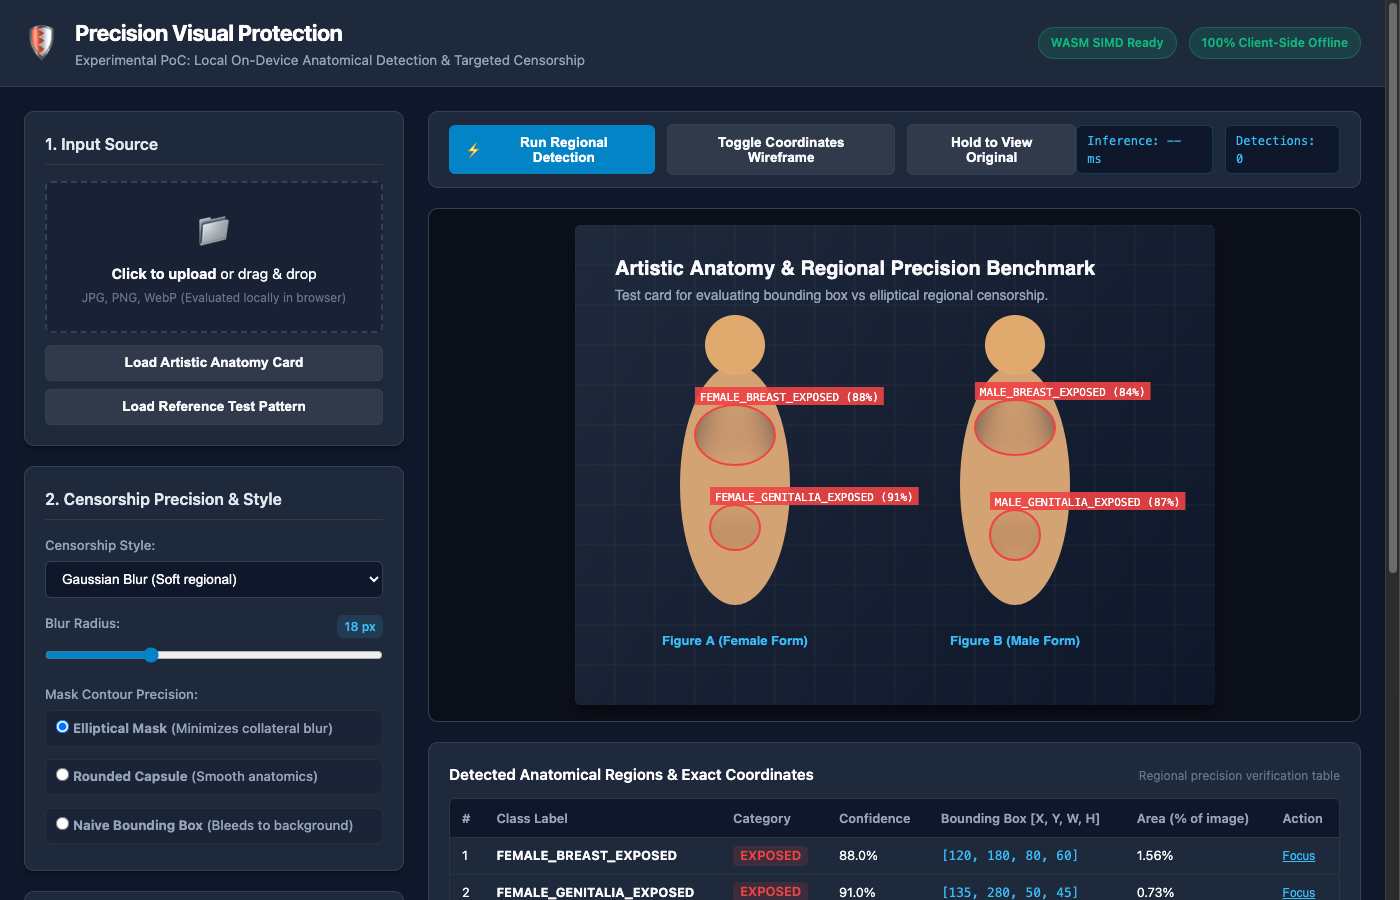 Precision Visual Protection
Experimental PoC: Local On-Device Anatomical Detection & Targeted Censorship
WASM SIMD Ready
100% Client-Side Offline
1. Input Source
Click to upload or drag & drop
JPG, PNG, WebP (Evaluated locally in browser)
Load Artistic Anatomy Card
Load Reference Test Pattern
2. Censorship Precision & Style
Censorship Style:
Gaussian Blur (Soft regional)
Blur Radius:
18 px
Mask Contour Precision:
Elliptical Mask (Minimizes collateral blur)
Rounded Capsule (Smooth anatomics)
Naive Bounding Box (Bleeds to background)
Run Regional
Detection
Toggle Coordinates
Wireframe
Hold to View
Original
Inference: --
ms
Detections:
0
Artistic Anatomy & Regional Precision Benchmark
Test card for evaluating bounding box vs elliptical regional censorship.
FEMALE_BREAST_EXPOSED (88%)
MALE_BREAST_EXPOSED (84%)
FEMALE_GENITALIA_EXPOSED (91%)
MALE_GENITALIA_EXPOSED (87%)
Figure A (Female Form)
Figure B (Male Form)
Detected Anatomical Regions & Exact Coordinates
Regional precision verification table
# Class Label Category Confidence Bounding Box [X, Y, W, H] Area (% of image) Action
1 FEMALE_BREAST_EXPOSED EXPOSED 88.0% [120, 180, 80, 60] 1.56% Focus
2 FEMALE_GENITALIA_EXPOSED EXPOSED 91.0% [135, 280, 50, 45] 0.73% Focus